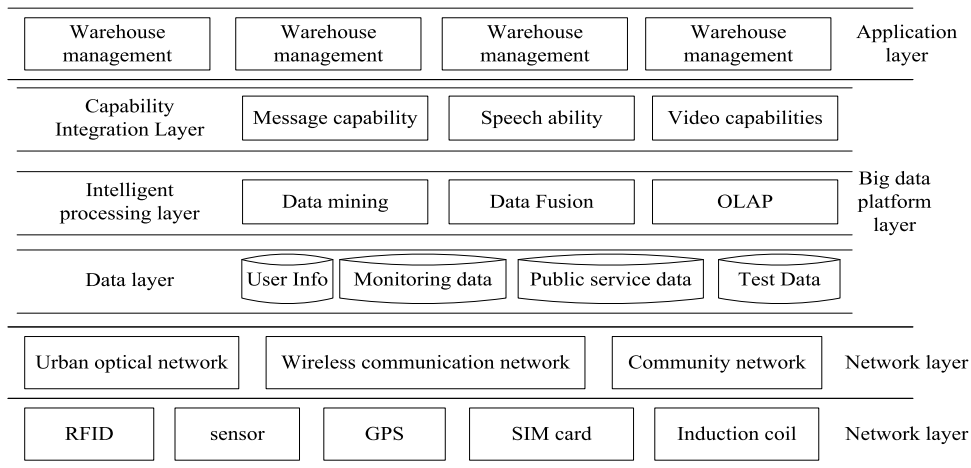 Warehouse
management
Warehouse
management
Warehouse
management
Warehouse
management
Application
layer
Capability
Integration Layer
Message capability
Speech ability
Video capabilities
Intelligent
processing layer
Data mining
Data Fusion
OLAP
Big data
platform
layer
Data layer
User Info
Monitoring data
Public service data
Test Data
Urban optical network
Wireless communication network
Community network
Network layer
RFID
sensor
GPS
SIM card
Induction coil
Network layer